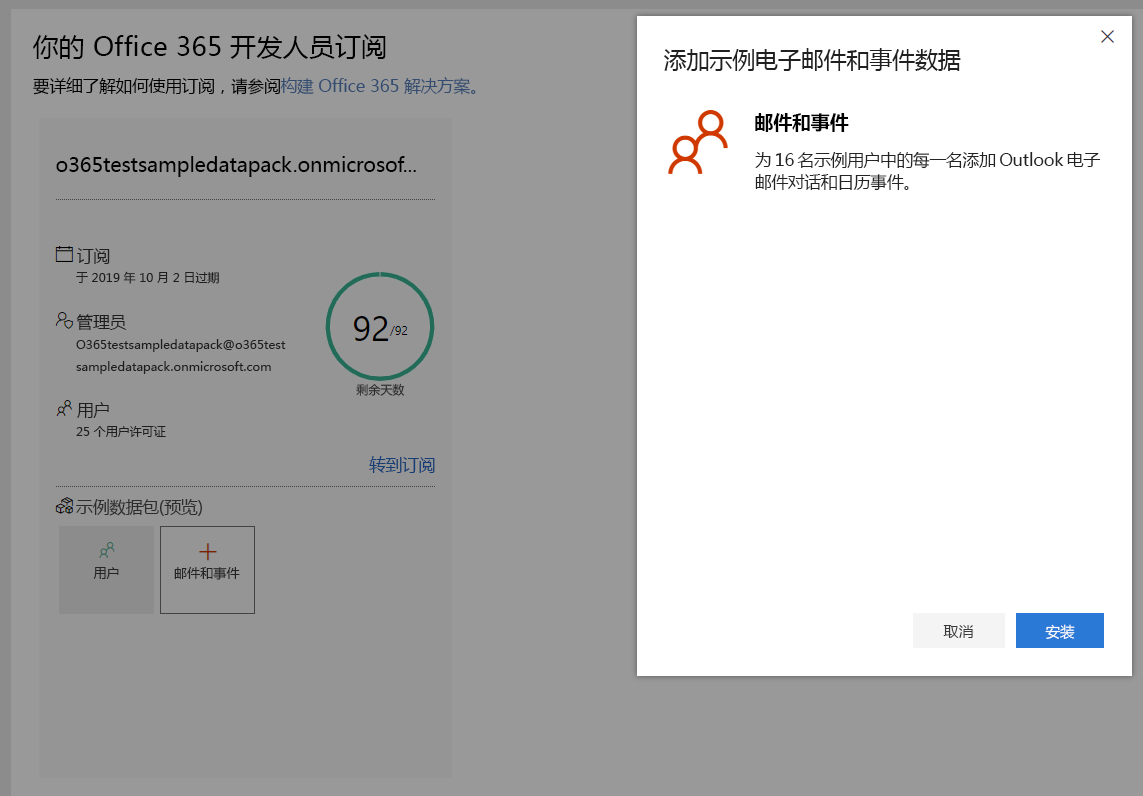 你的 Office 365 开发人员订阅
要详细了解如何使用订阅，请参阅构建 Office 365 解决方案。
o365testsampledatapack.onmicrosof...
订阅
于 2019 年 10 月 2 日过期
管理员
O365testsampledatapack@o365test
sampledatapack.onmicrosoft.com
92/92
剩余天数
用户
25 个用户许可证
转到订阅
示例数据包(预览)
用户
邮件和事件
添加示例电子邮件和事件数据
邮件和事件
为 16 名示例用户中的每一名添加 Outlook 电子
邮件对话和日历事件。
取消
安装